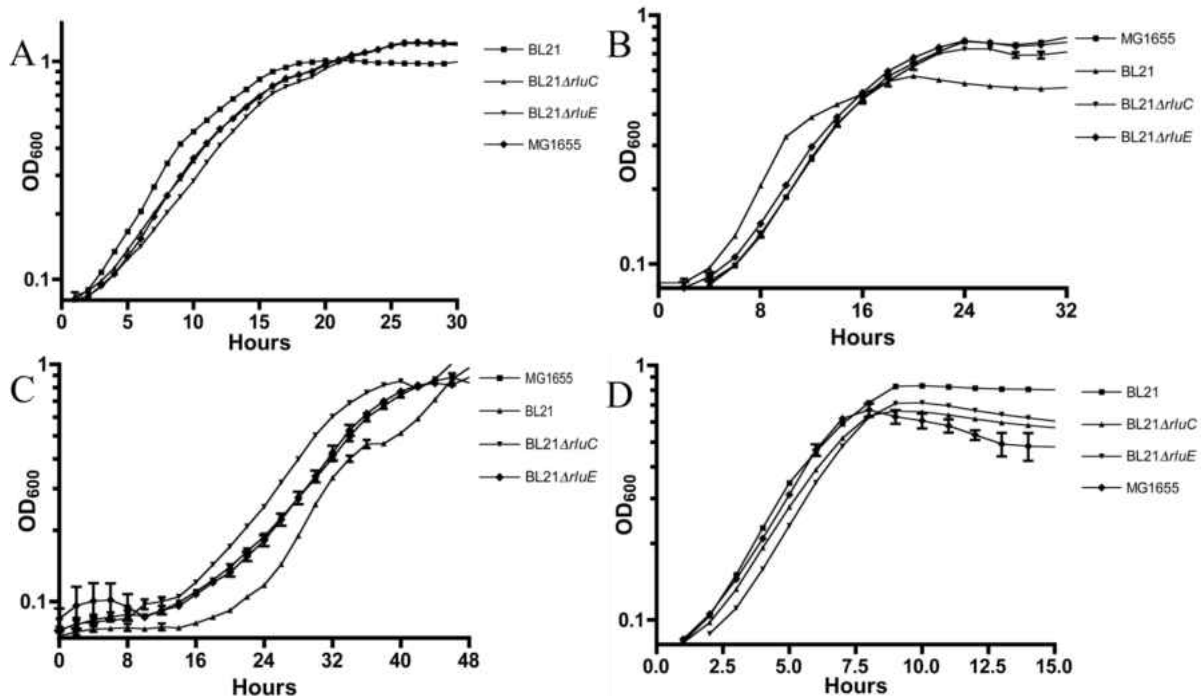 A
OD600
1
0.1
0 5 10 15 20 25 30
Hours
BL21
BL21ΔrluC
BL21ΔrluE
MG1655
B
OD600
1
0.1
0 8 16 24 32
Hours
MG1655
BL21
BL21ΔrluC
BL21ΔrluE
C
OD600
1
0.1
0 8 16 24 32 40 48
Hours
MG1655
BL21
BL21ΔrluC
BL21ΔrluE
D
OD600
1
0.1
0.0 2.5 5.0 7.5 10.0 12.5 15.0
Hours
BL21
BL21ΔrluC
BL21ΔrluE
MG1655